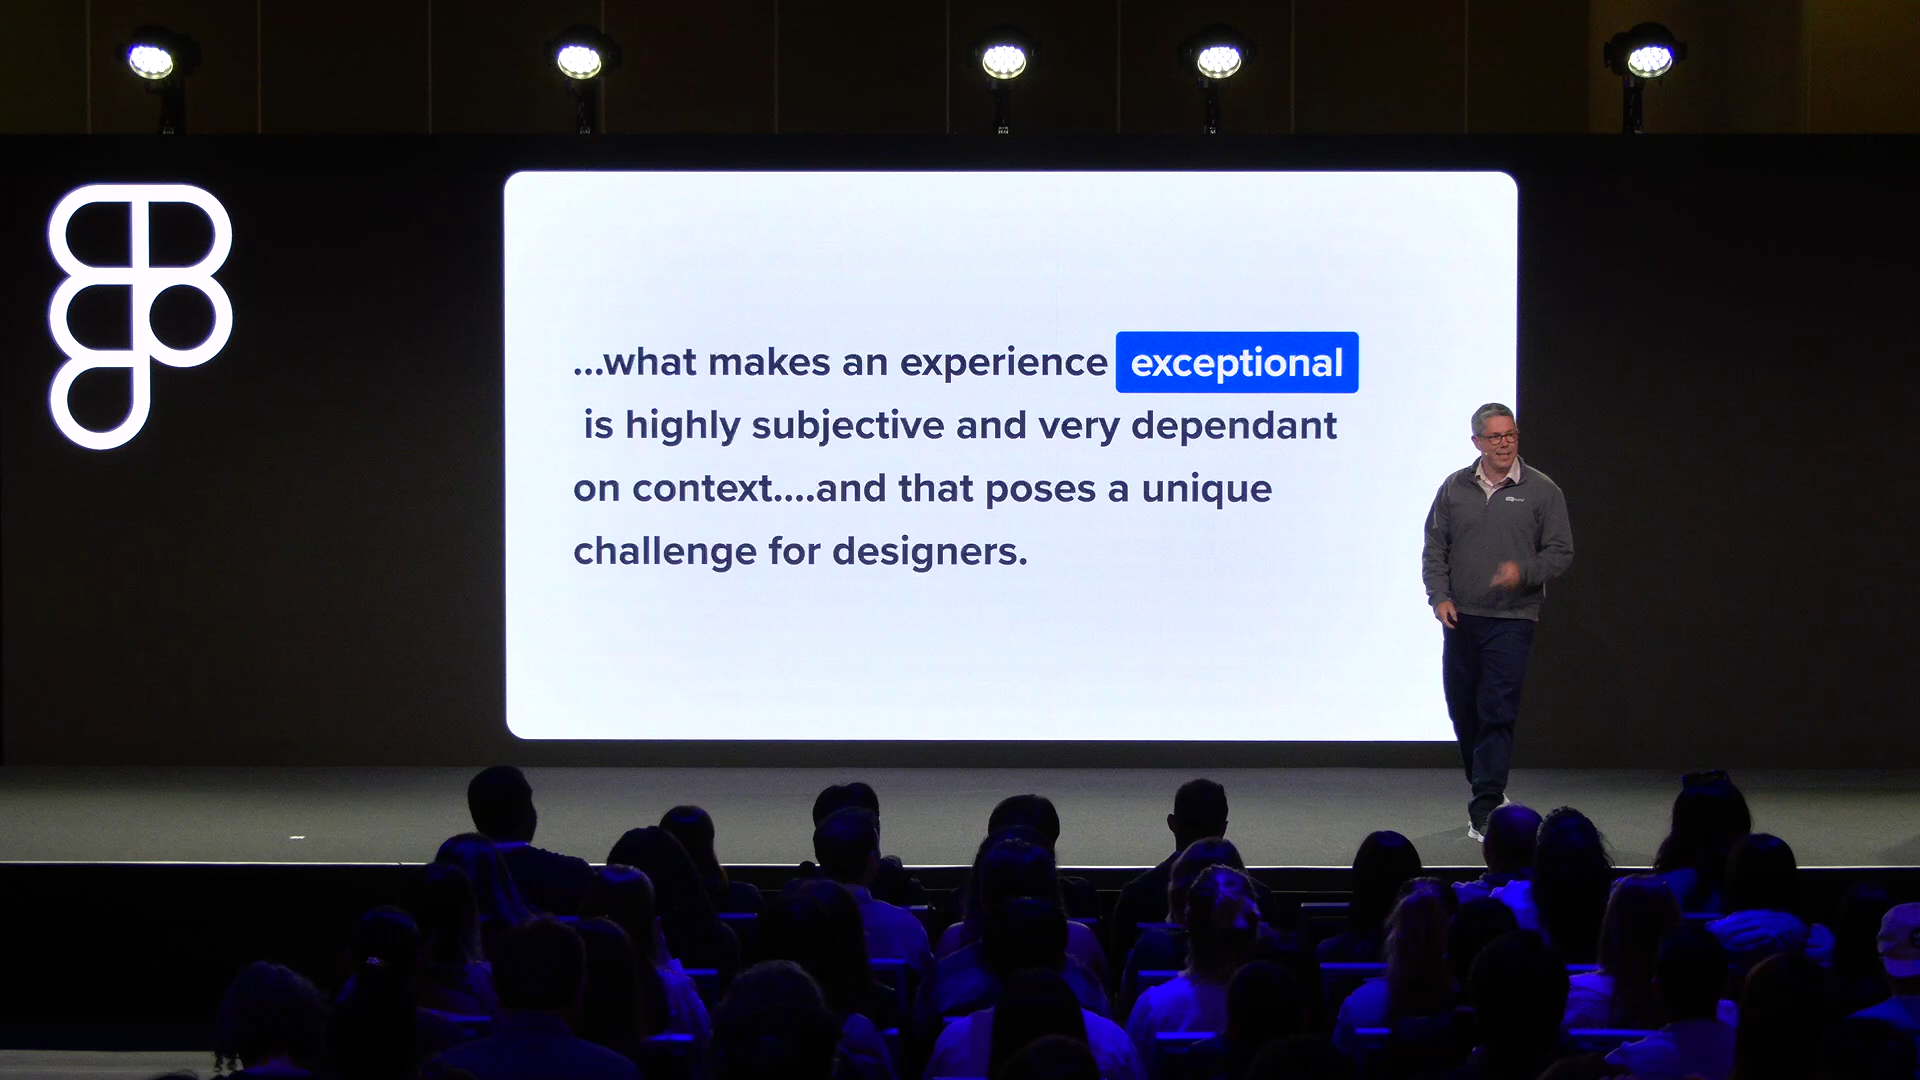 ...what makes an experience exceptional
is highly subjective and very dependant
on context....and that poses a unique
challenge for designers.